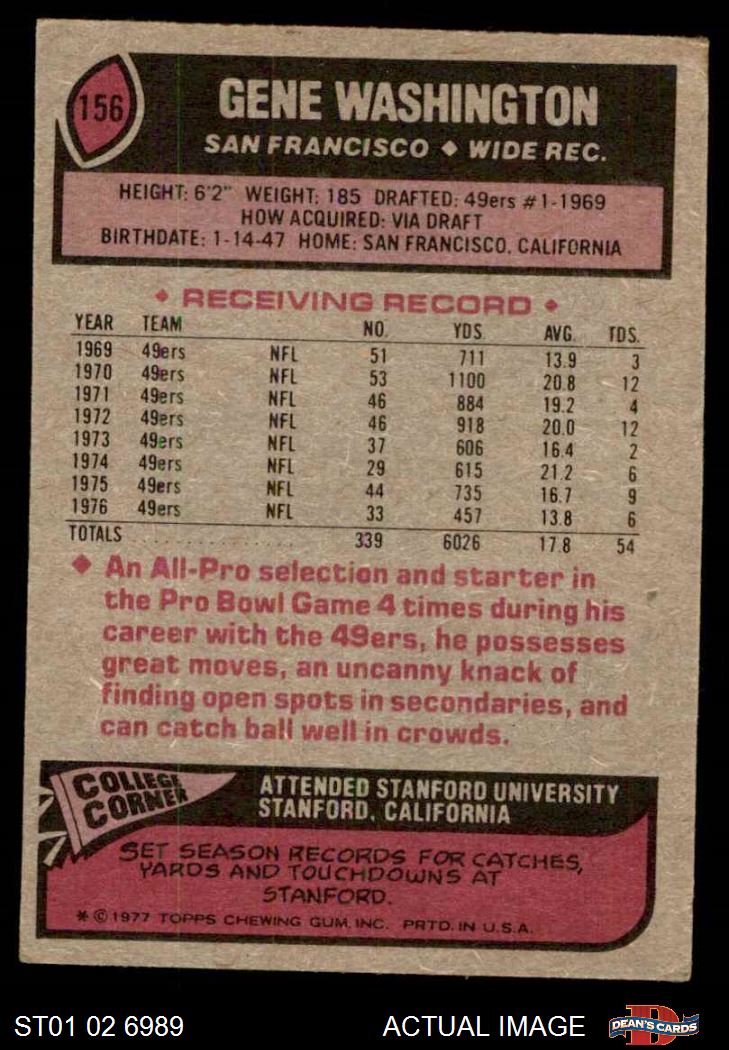 156
GENE WASHINGTON
SAN FRANCISCO ◆ WIDE REC.
HEIGHT: 6'2" WEIGHT: 185 DRAFTED: 49ers #1-1969
HOW ACQUIRED: VIA DRAFT
BIRTHDATE: 1-14-47 HOME: SAN FRANCISCO, CALIFORNIA
◆ RECEIVING RECORD ◆
YEAR TEAM NO. YDS AVG. TDS.
1969 49ers NFL 51 711 13.9 3
1970 49ers NFL 53 1100 20.8 12
1971 49ers NFL 46 884 19.2 4
1972 49ers NFL 46 918 20.0 12
1973 49ers NFL 37 606 16.4 2
1974 49ers NFL 29 615 21.2 6
1975 49ers NFL 44 735 16.7 9
1976 49ers NFL 33 457 13.8 6
TOTALS . . . . . . . . . . . . . . . 339 6026 17.8 54
◆ An All-Pro selection and starter in
the Pro Bowl Game 4 times during his
career with the 49ers, he possesses
great moves, an uncanny knack of
finding open spots in secondaries, and
can catch ball well in crowds.
COLLEGE
CORNER
ATTENDED STANFORD UNIVERSITY
STANFORD, CALIFORNIA
SET SEASON RECORDS FOR CATCHES,
YARDS AND TOUCHDOWNS AT
STANFORD.
* © 1977 TOPPS CHEWING GUM, INC. PRTD. IN U.S.A.
ST01 02 6989 ACTUAL IMAGE D DEAN'S CARDS